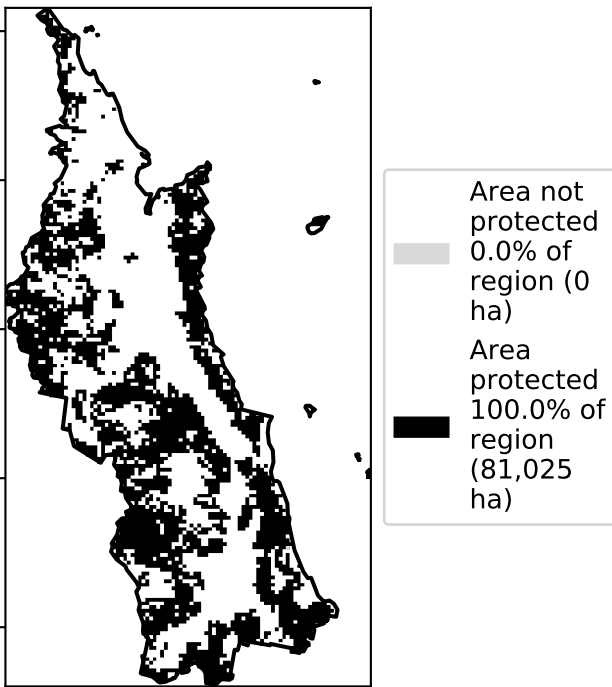 Area not
protected
0.0% of
region (0
ha)
Area
protected
100.0% of
region
(81,025
ha)